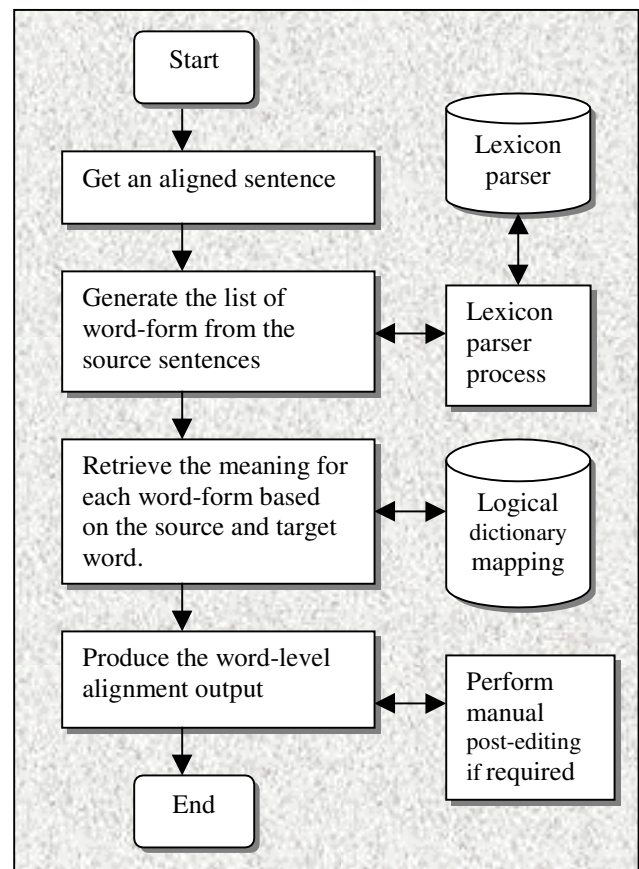 Start
Get an aligned sentence
Lexicon
parser
Generate the list of
word-form from the
source sentences
Lexicon
parser
process
Retrieve the meaning for
each word-form based
on the source and target
word.
Logical
dictionary
mapping
Produce the word-level
alignment output
Perform
manual
post-editing
if required
End